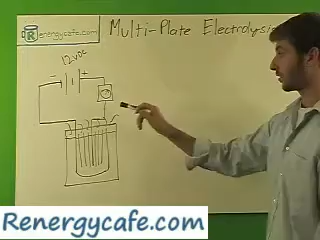 Renergycafe.com
Multi-Plate Electrolysis
12VDC
- +
Renergycafe.com